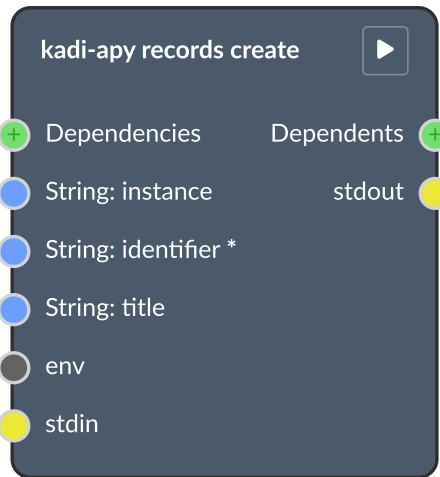 kadi-apy records create
Dependencies Dependents
String: instance stdout
String: identifier *
String: title
env
stdin